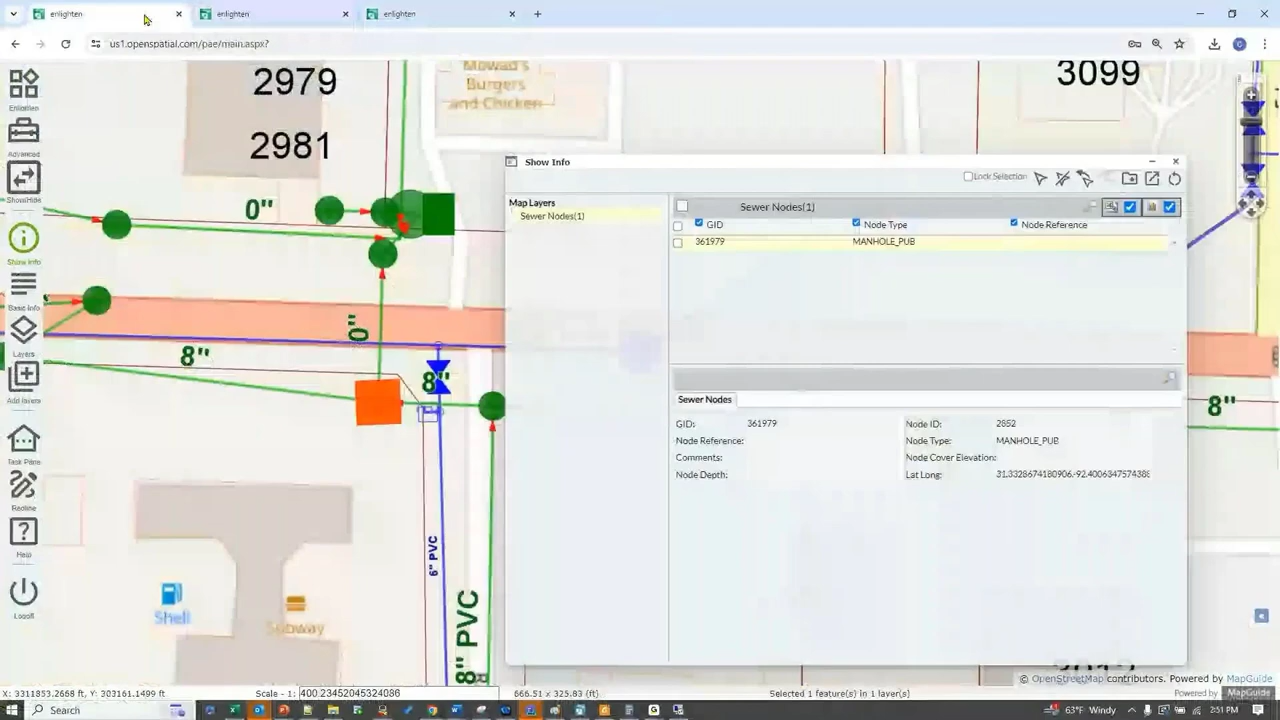 enlighten
enlighten
enlighten
us1.openspatial.com/pae/main.aspx?
Enlighten
Advanced
Show/Hide
Show Info
Basic Info
Layers
Add layers
Task Pane
Redline
Help
Logoff
2979
2981
Mowad's
Burgers
and Chicken
3099
0"
0"
8"
8"
8"
6" PVC
8" PVC
Shell
Subway
Show Info
Lock Selection
Map Layers
Sewer Nodes(1)
Sewer Nodes(1)
GID
Node Type
Node Reference
361979
MANHOLE_PUB
Sewer Nodes
GID:
361979
Node ID:
2852
Node Reference:
Node Type:
MANHOLE_PUB
Comments:
Node Cover Elevation:
Node Depth:
Lat Long:
© OpenStreetMap contributors. Powered by MapGuide
X: 3311853.2668 ft, Y: 303161.1499 ft
Scale - 1:
400.23452045324086
666.51 x 325.83 (ft)
Selected 1 feature(s) in 1 layer(s)
Powered by MapGuide
Search
63°F Windy
2:51 PM